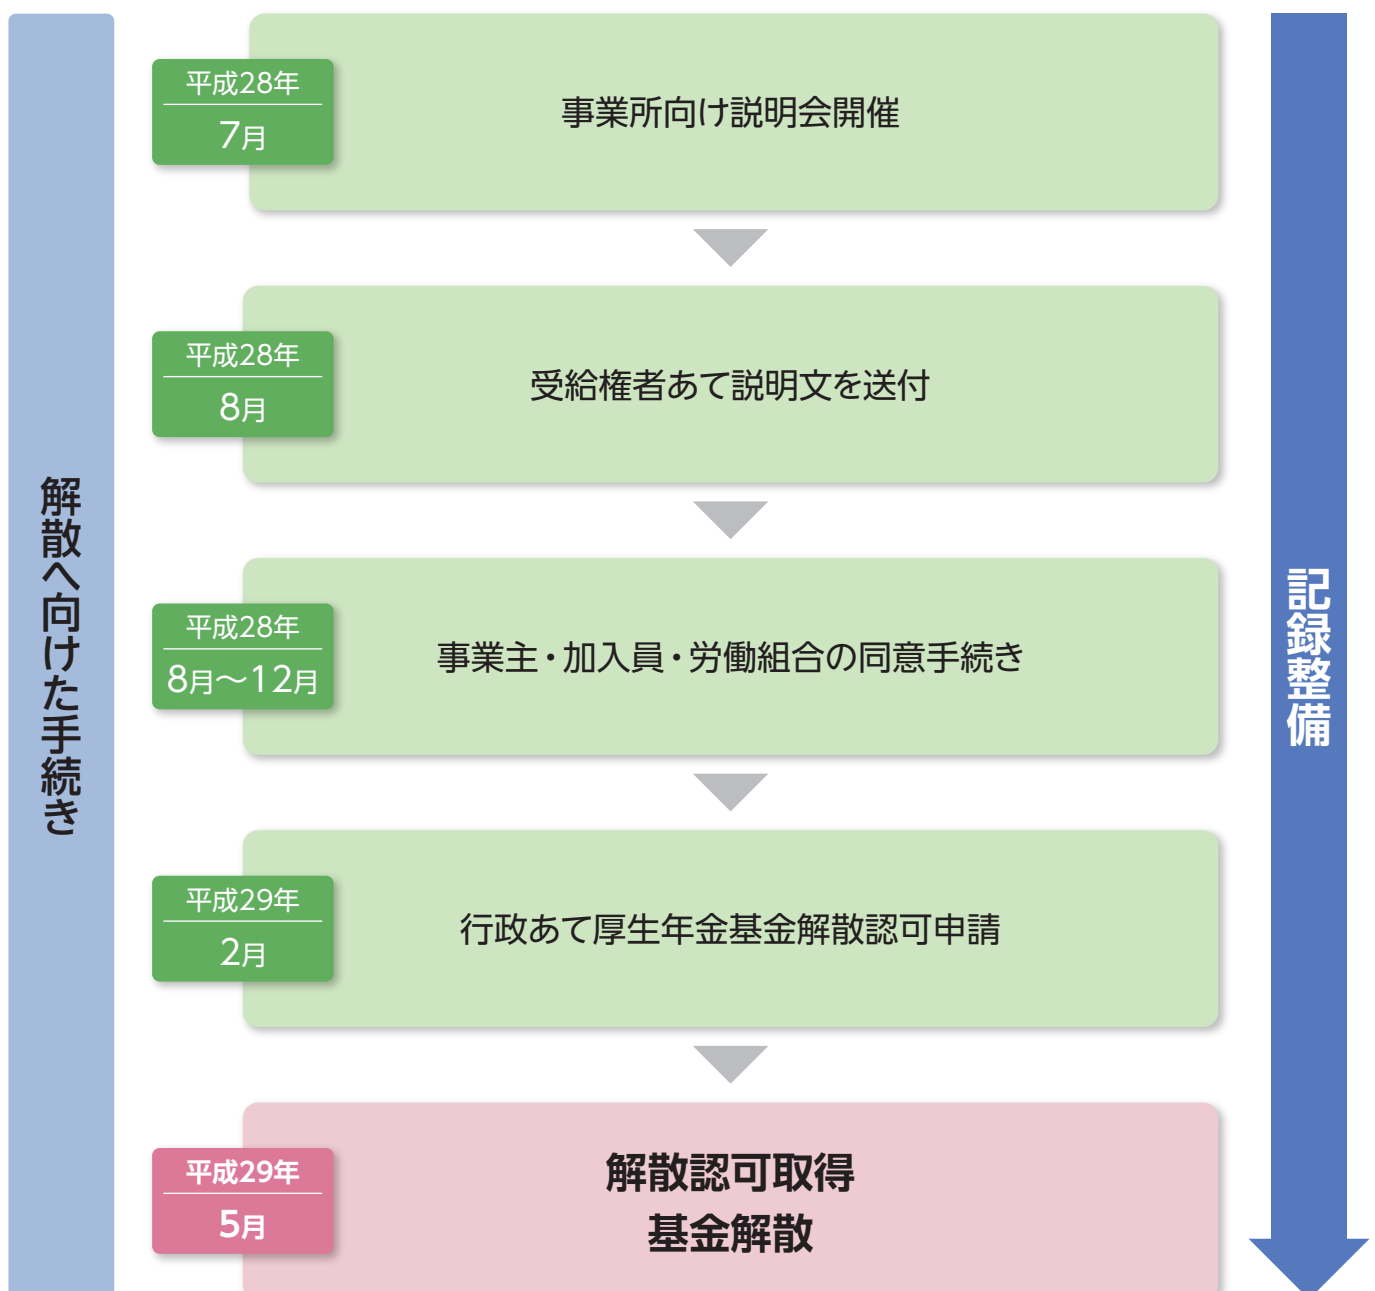 解散へ向けた手続き
平成28年
7月
事業所向け説明会開催
平成28年
8月
受給権者あて説明文を送付
平成28年
8月～12月
事業主・加入員・労働組合の同意手続き
平成29年
2月
行政あて厚生年金基金解散認可申請
平成29年
5月
解散認可取得
基金解散
記録整備